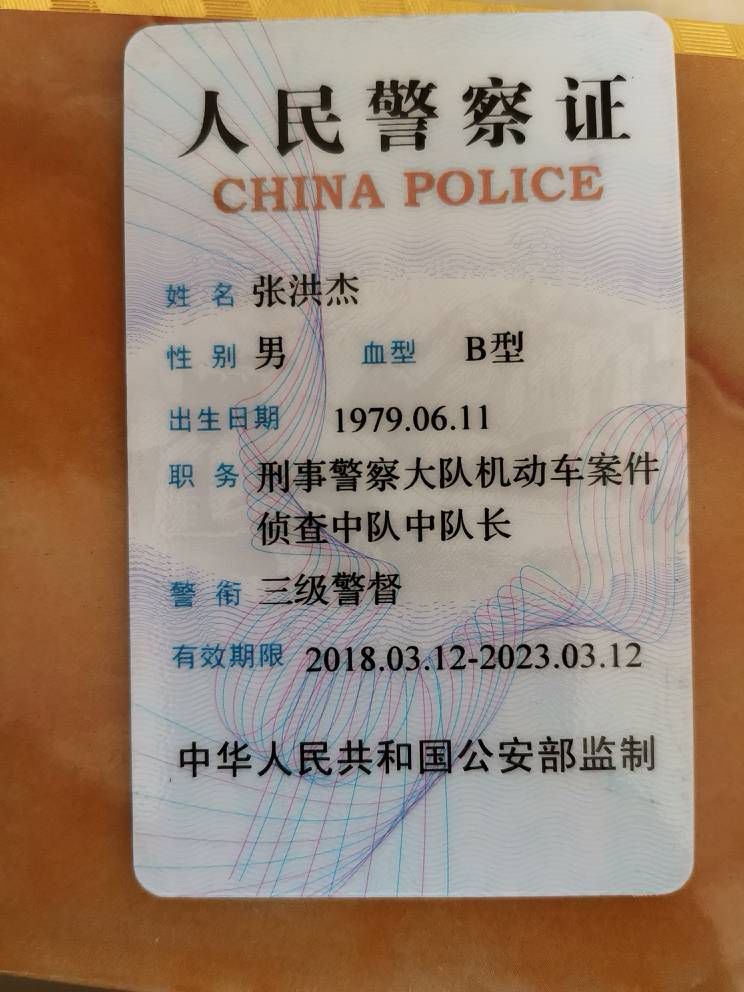 人民警察证
CHINA POLICE
姓名 张洪杰
性别 男 血型 B型
出生日期 1979.06.11
职务 刑事警察大队机动车案件
侦查中队中队长
警衔 三级警督
有效期限 2018.03.12-2023.03.12
中华人民共和国公安部监制